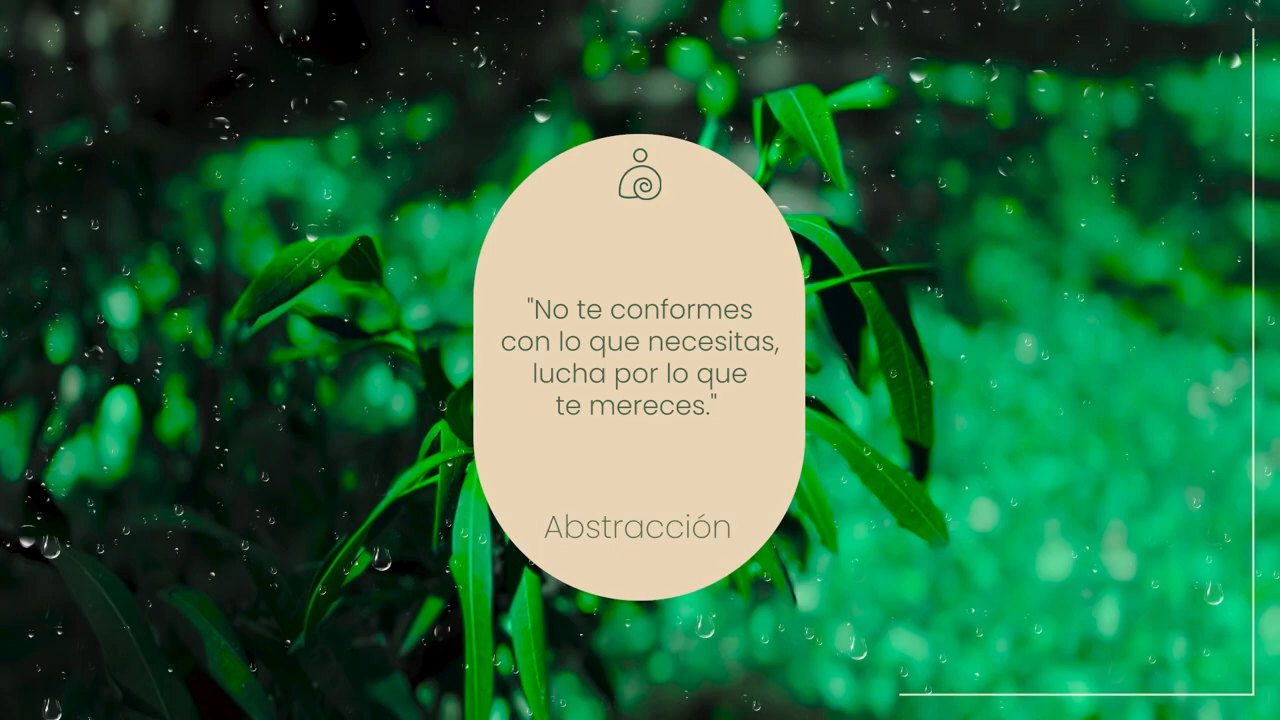 "No te conformes
con lo que necesitas,
lucha por lo que
te mereces."
Abstracción